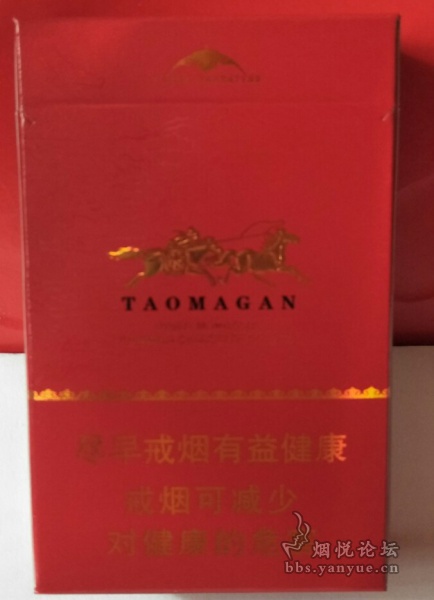 TAOMAGAN
尽早戒烟有益健康
戒烟可减少
对健康的
烟悦论坛
bbs.yanyue.cn